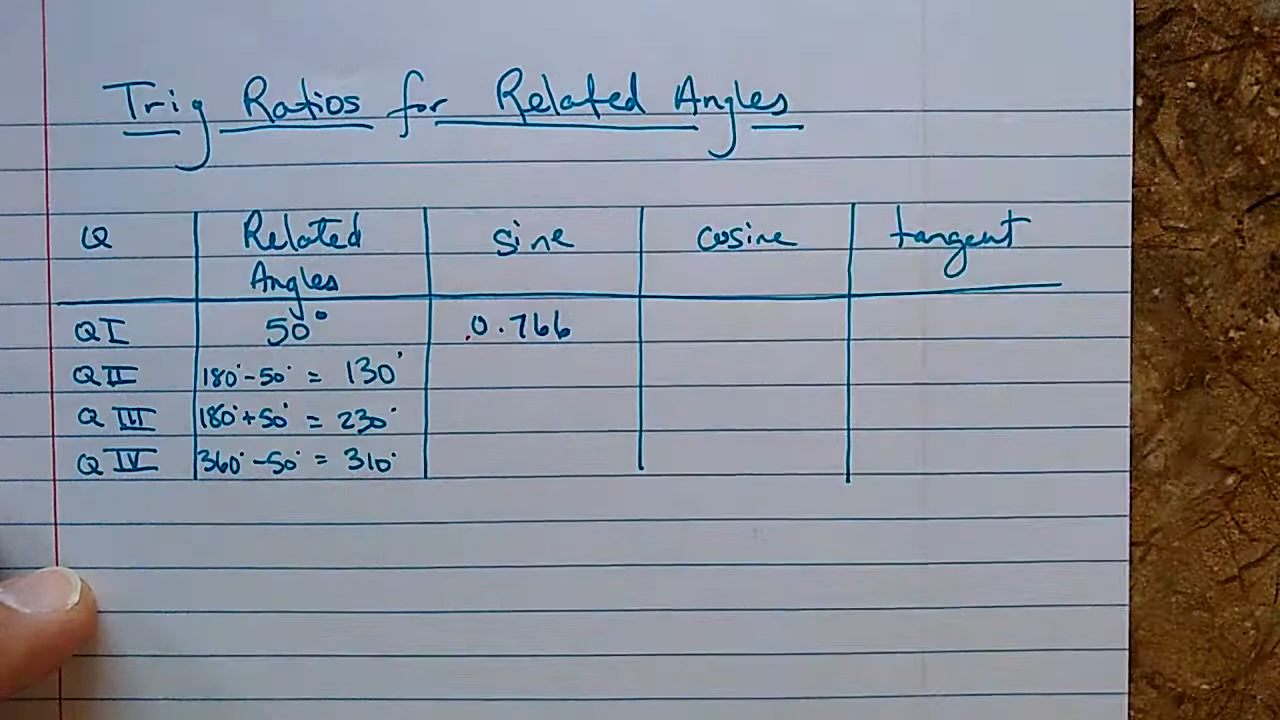 Trig Ratios for Related Angles
Q Related Angles sine cosine tangent
QI 50° 0.766
QII 180°-50° = 130°
QIII 180°+50° = 230°
QIV 360°-50° = 310°